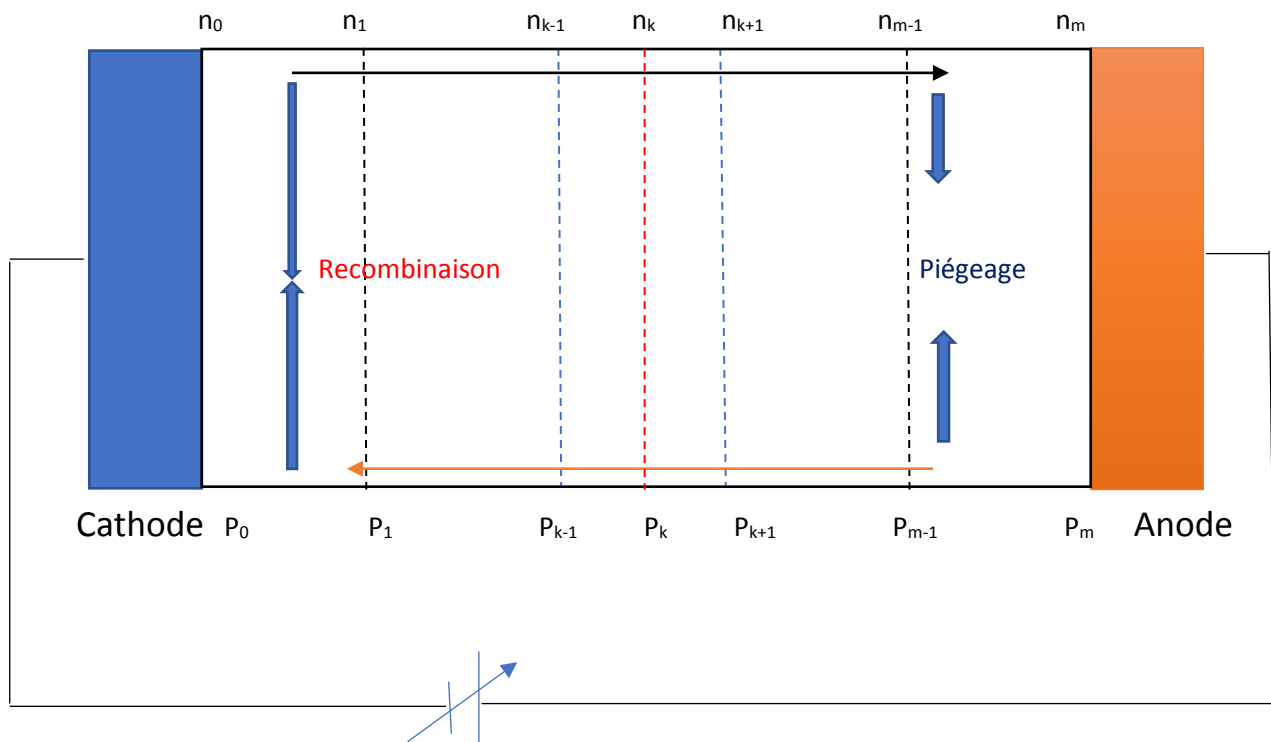 n₀ n₁ nₖ₋₁ nₖ nₖ₊₁ nₘ₋₁ nₘ
Recombinaison Piégeage
Cathode P₀ P₁ Pₖ₋₁ Pₖ Pₖ₊₁ Pₘ₋₁ Pₘ Anode